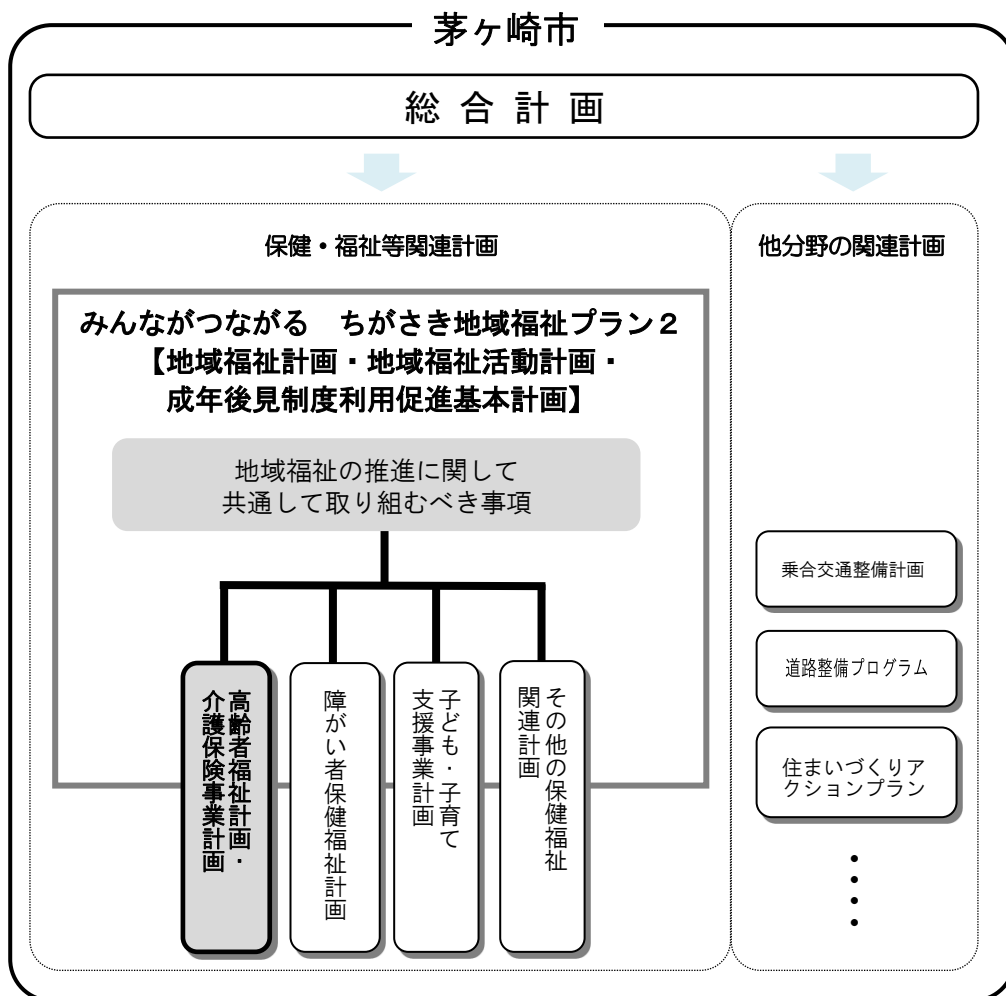 茅ヶ崎市
総合計画
保健・福祉等関連計画
他分野の関連計画
みんながつながる　ちがさき地域福祉プラン２
【地域福祉計画・地域福祉活動計画・
成年後見制度利用促進基本計画】
地域福祉の推進に関して
共通して取り組むべき事項
高齢者福祉計画・
介護保険事業計画
障がい者保健福祉計画
子ども・子育て
支援事業計画
その他の保健福祉
関連計画
乗合交通整備計画
道路整備プログラム
住まいづくりア
クションプラン
・・・・